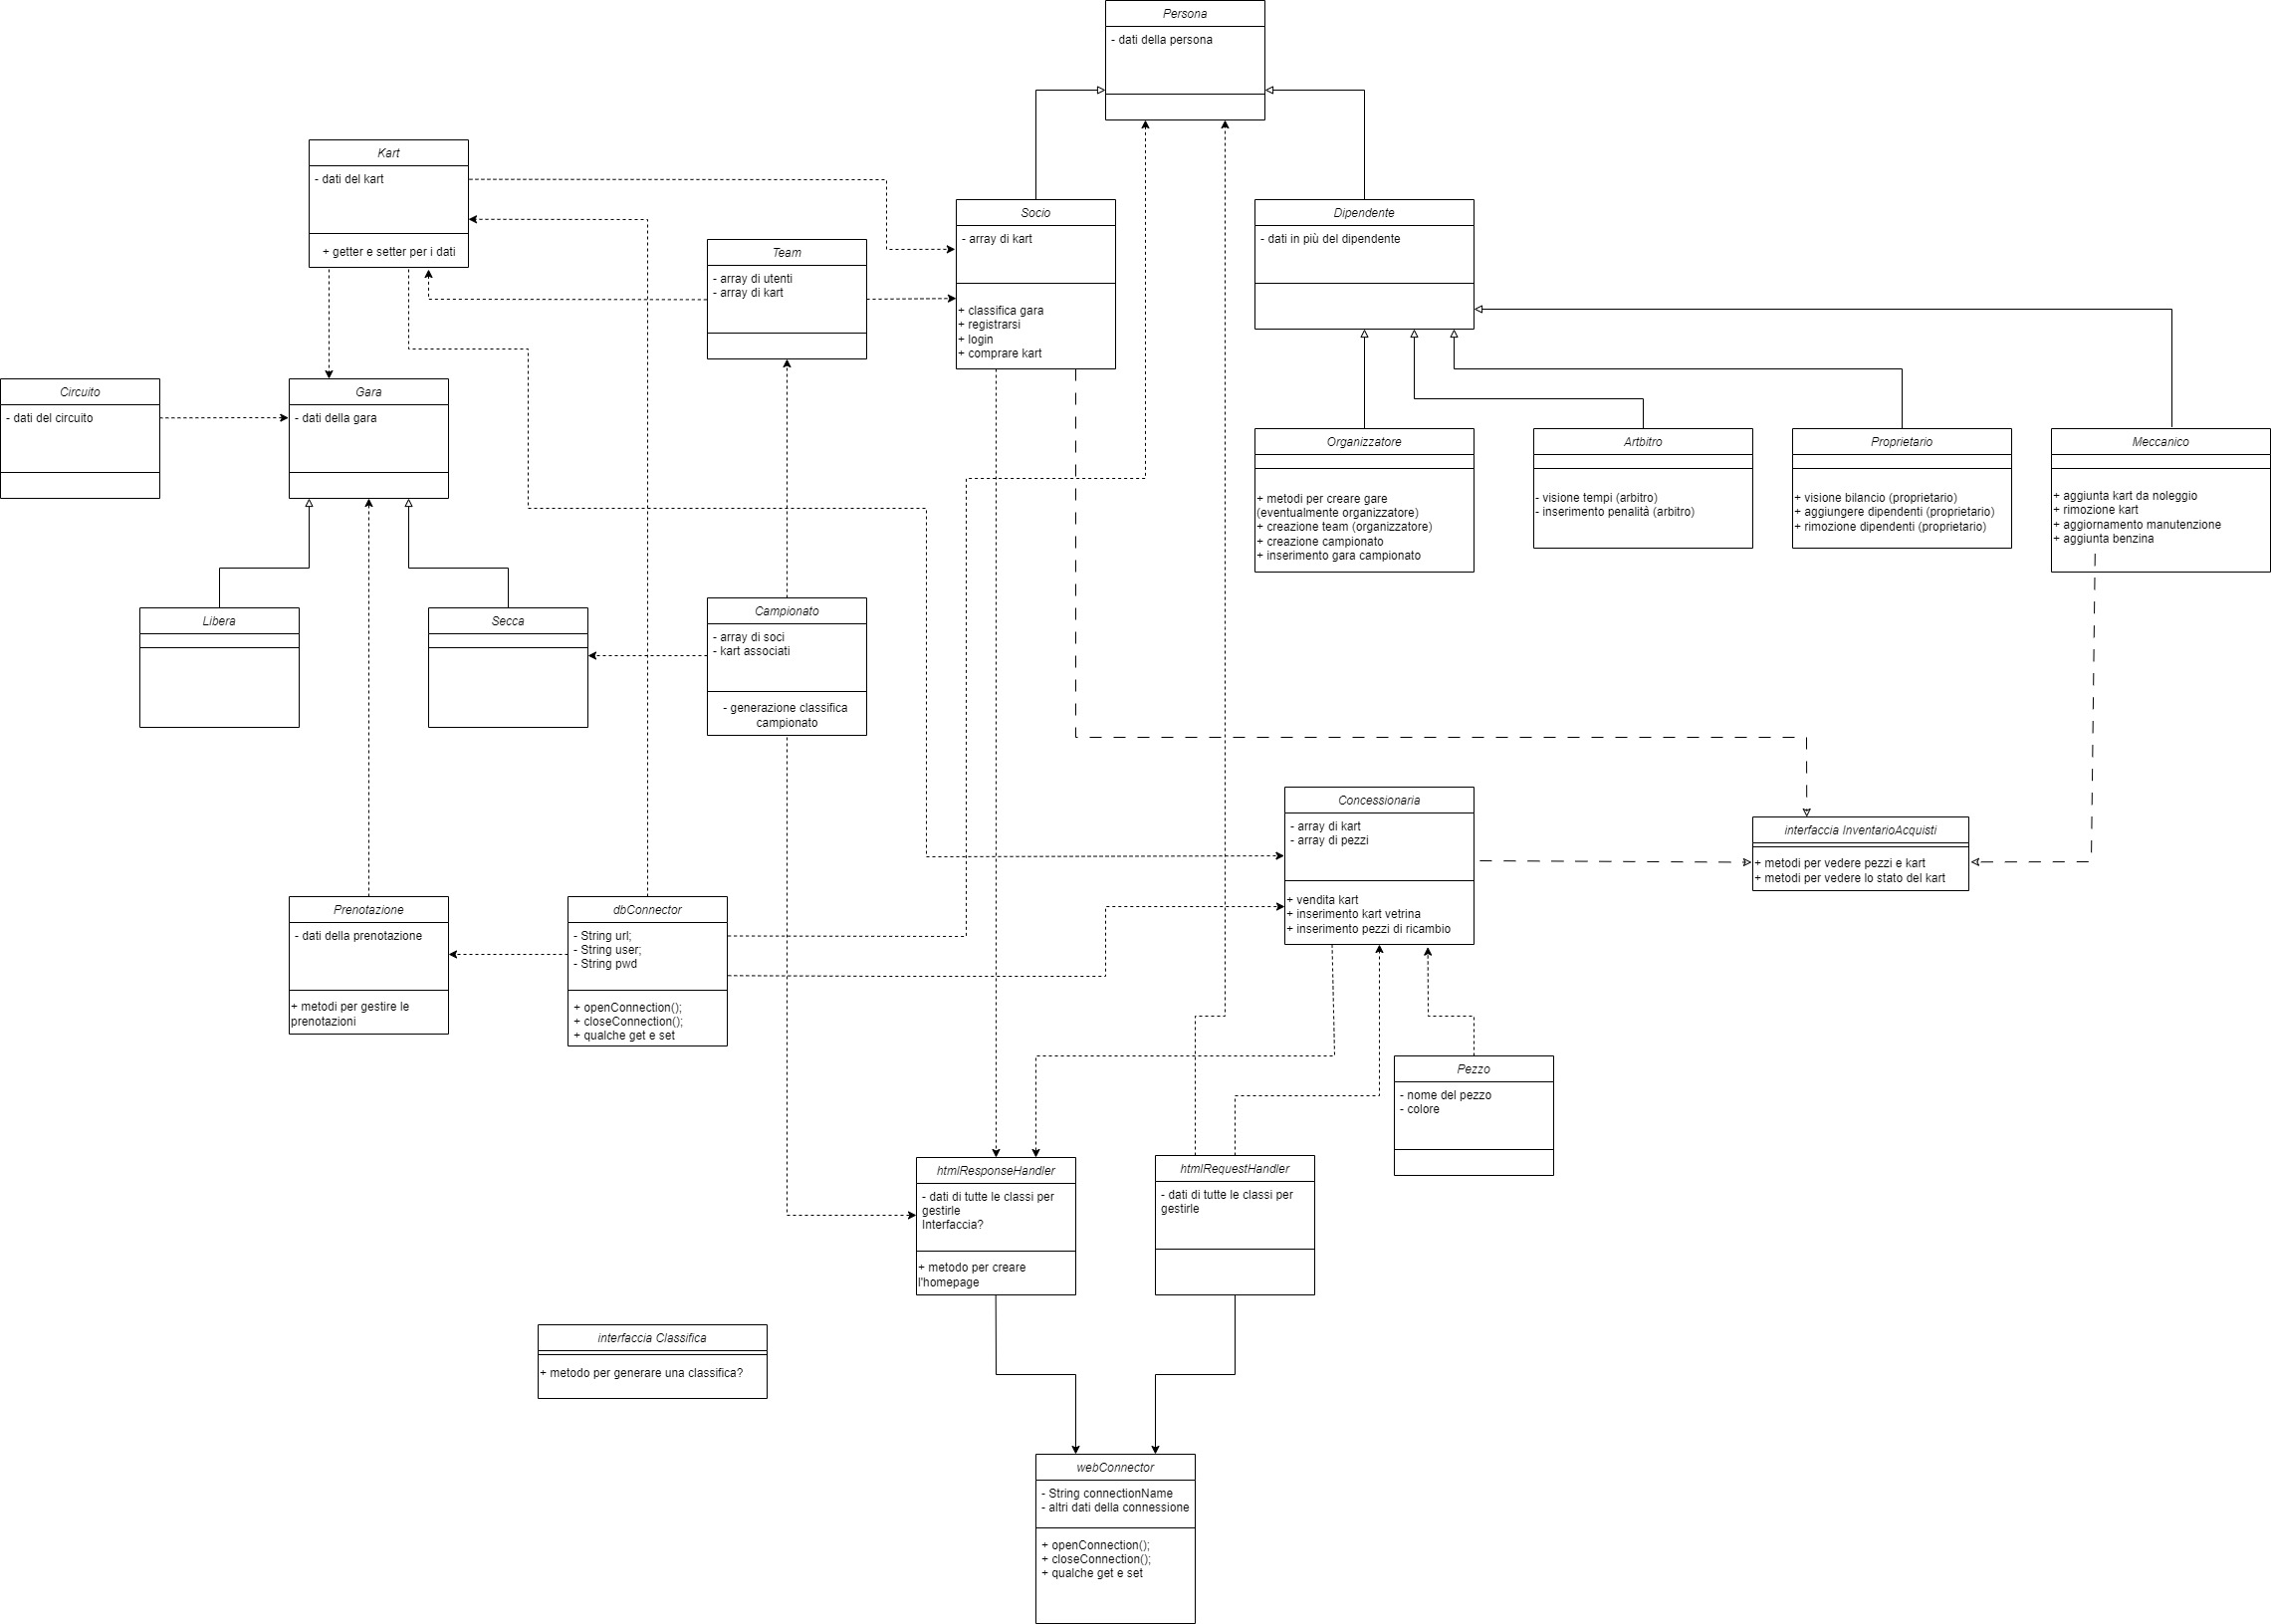 Persona
- dati della persona
Kart
- dati del kart
+ getter e setter per i dati
Team
- array di utenti
- array di kart
Socio
- array di kart
+ classifica gara
+ registrarsi
+ login
+ comprare kart
Dipendente
- dati in più del dipendente
Circuito
- dati del circuito
Gara
- dati della gara
Organizzatore
+ metodi per creare gare
(eventualmente organizzatore)
+ creazione team (organizzatore)
+ creazione campionato
+ inserimento gara campionato
Artbitro
- visione tempi (arbitro)
- inserimento penalità (arbitro)
Proprietario
+ visione bilancio (proprietario)
+ aggiungere dipendenti (proprietario)
+ rimozione dipendenti (proprietario)
Meccanico
+ aggiunta kart da noleggio
+ rimozione kart
+ aggiornamento manutenzione
+ aggiunta benzina
Libera
Secca
Campionato
- array di soci
- kart associati
- generazione classifica
campionato
Concessionaria
- array di kart
- array di pezzi
+ vendita kart
+ inserimento kart vetrina
+ inserimento pezzi di ricambio
interfaccia InventarioAcquisti
+ metodi per vedere pezzi e kart
+ metodi per vedere lo stato del kart
Prenotazione
- dati della prenotazione
+ metodi per gestire le
prenotazioni
dbConnector
- String url;
- String user;
- String pwd
+ openConnection();
+ closeConnection();
+ qualche get e set
Pezzo
- nome del pezzo
- colore
htmlResponseHandler
- dati di tutte le classi per
gestirle
Interfaccia?
+ metodo per creare
l'homepage
htmlRequestHandler
- dati di tutte le classi per
gestirle
interfaccia Classifica
+ metodo per generare una classifica?
webConnector
- String connectionName
- altri dati della connessione
+ openConnection();
+ closeConnection();
+ qualche get e set